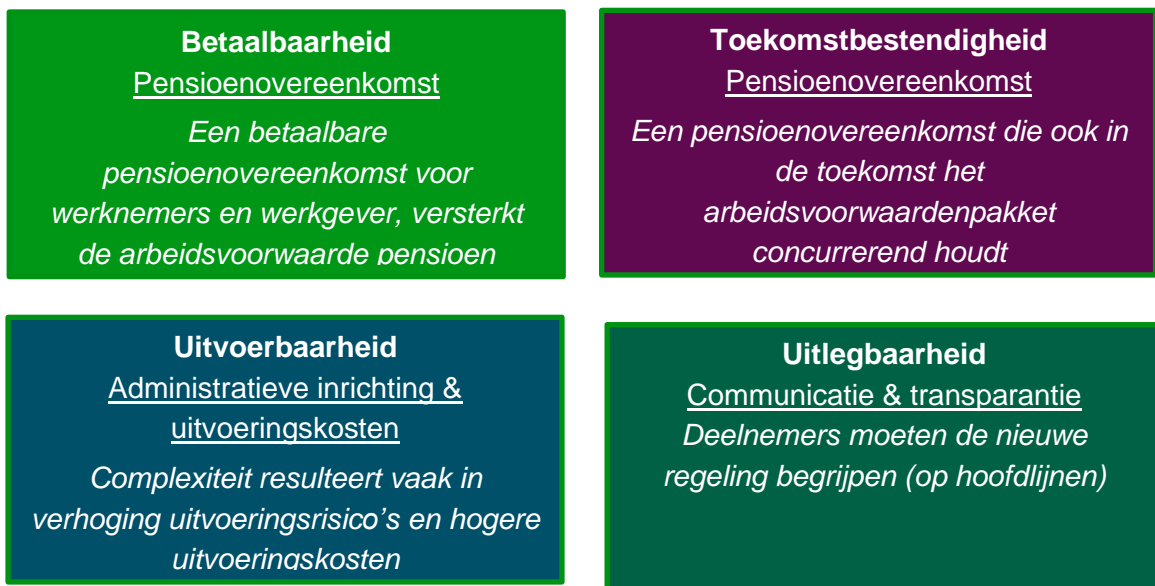 Betaalbaarheid
Pensioenovereenkomst
Een betaalbare
pensioenovereenkomst voor
werknemers en werkgever, versterkt
de arbeidsvoorwaarde pensioen
Toekomstbestendigheid
Pensioenovereenkomst
Een pensioenovereenkomst die ook in
de toekomst het
arbeidsvoorwaardenpakket
concurrerend houdt
Uitvoerbaarheid
Administratieve inrichting &
uitvoeringskosten
Complexiteit resulteert vaak in
verhoging uitvoeringsrisico’s en hogere
uitvoeringskosten
Uitlegbaarheid
Communicatie & transparantie
Deelnemers moeten de nieuwe
regeling begrijpen (op hoofdlijnen)